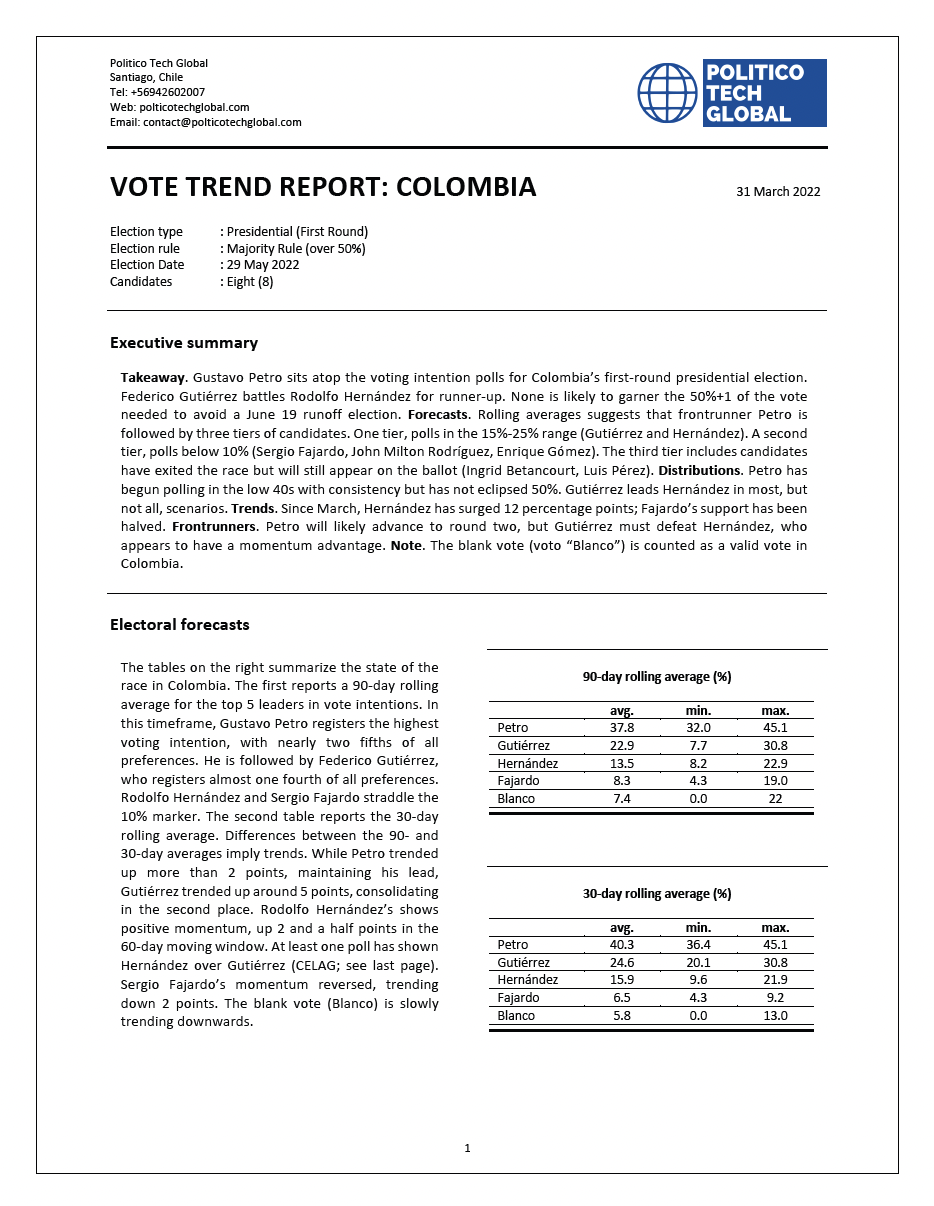 Politico Tech Global
Santiago, Chile
Tel: +56942602007
Web: polticotechglobal.com
Email: contact@polticotechglobal.com
POLITICO
TECH
GLOBAL
VOTE TREND REPORT: COLOMBIA
31 March 2022
Election type : Presidential (First Round)
Election rule : Majority Rule (over 50%)
Election Date : 29 May 2022
Candidates : Eight (8)
Executive summary
Takeaway. Gustavo Petro sits atop the voting intention polls for Colombia's first-round presidential election.
Federico Gutiérrez battles Rodolfo Hernández for runner-up. None is likely to garner the 50%+1 of the vote
needed to avoid a June 19 runoff election. Forecasts. Rolling averages suggests that frontrunner Petro is
followed by three tiers of candidates. One tier, polls in the 15%-25% range (Gutiérrez and Hernández). A second
tier, polls below 10% (Sergio Fajardo, John Milton Rodríguez, Enrique Gómez). The third tier includes candidates
have exited the race but will still appear on the ballot (Ingrid Betancourt, Luis Pérez). Distributions. Petro has
begun polling in the low 40s with consistency but has not eclipsed 50%. Gutiérrez leads Hernández in most, but
not all, scenarios. Trends. Since March, Hernández has surged 12 percentage points; Fajardo's support has been
halved. Frontrunners. Petro will likely advance to round two, but Gutiérrez must defeat Hernández, who
appears to have a momentum advantage. Note. The blank vote (voto "Blanco") is counted as a valid vote in
Colombia.
Electoral forecasts
The tables on the right summarize the state of the
race in Colombia. The first reports a 90-day rolling
average for the top 5 leaders in vote intentions. In
this timeframe, Gustavo Petro registers the highest
voting intention, with nearly two fifths of all
preferences. He is followed by Federico Gutiérrez,
who registers almost one fourth of all preferences.
Rodolfo Hernández and Sergio Fajardo straddle the
10% marker. The second table reports the 30-day
rolling average. Differences between the 90- and
30-day averages imply trends. While Petro trended
up more than 2 points, maintaining his lead,
Gutiérrez trended up around 5 points, consolidating
in the second place. Rodolfo Hernández's shows
positive momentum, up 2 and a half points in the
60-day moving window. At least one poll has shown
Hernández over Gutiérrez (CELAG; see last page).
Sergio Fajardo's momentum reversed, trending
down 2 points. The blank vote (Blanco) is slowly
trending downwards.
90-day rolling average (%)
avg. min. max.
Petro 37.8 32.0 45.1
Gutiérrez 22.9 7.7 30.8
Hernández 13.5 8.2 22.9
Fajardo 8.3 4.3 19.0
Blanco 7.4 0.0 22
30-day rolling average (%)
avg. min. max.
Petro 40.3 36.4 45.1
Gutiérrez 24.6 20.1 30.8
Hernández 15.9 9.6 21.9
Fajardo 6.5 4.3 9.2
Blanco 5.8 0.0 13.0
1